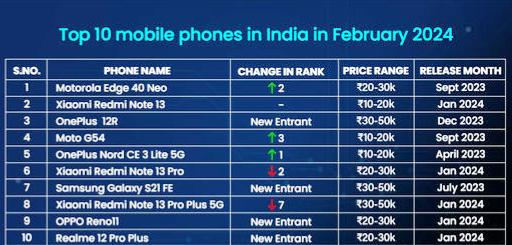 Top 10 mobile phones in India in February 2024
S.NO. PHONE NAME CHANGE IN RANK PRICE RANGE RELEASE MONTH
1 Motorola Edge 40 Neo ↑ 2 ₹20-30k Sept 2023
2 Xiaomi Redmi Note 13 - ₹10-20k Jan 2024
3 OnePlus 12R New Entrant ₹30-50k Dec 2023
4 Moto G54 ↑ 3 ₹10-20k Sept 2023
5 OnePlus Nord CE 3 Lite 5G ↑ 1 ₹10-20k April 2023
6 Xiaomi Redmi Note 13 Pro ↓ 2 ₹20-30k Jan 2024
7 Samsung Galaxy S21 FE New Entrant ₹30-50k July 2023
8 Xiaomi Redmi Note 13 Pro Plus 5G ↓ 7 ₹30-50k Jan 2024
9 OPPO Reno11 New Entrant ₹20-30k Jan 2024
10 Realme 12 Pro Plus New Entrant ₹20-30k Jan 2024